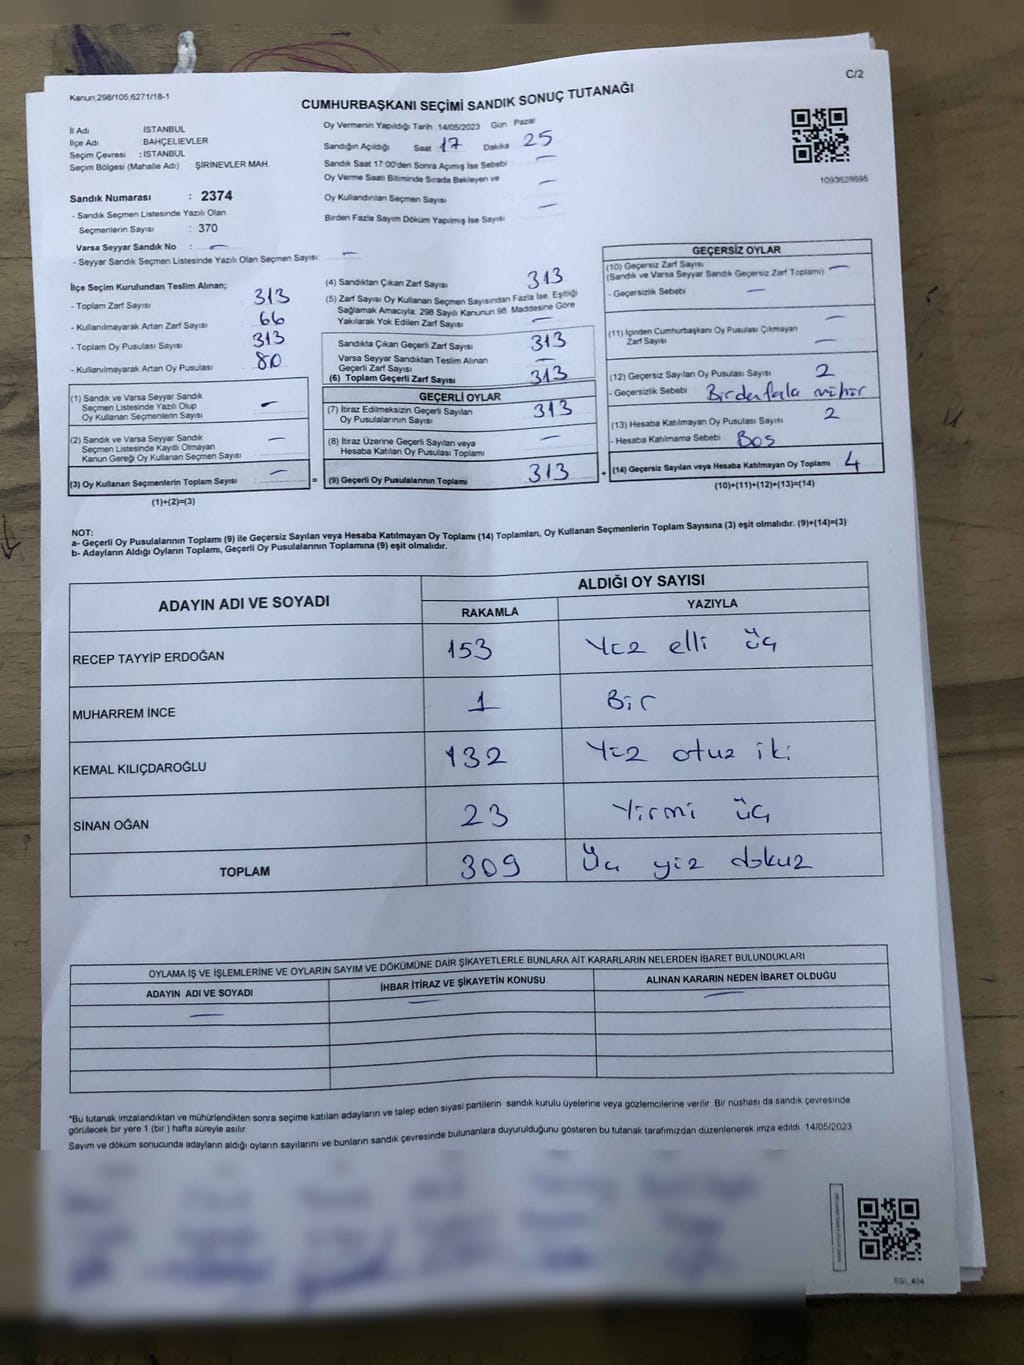 Kanun;298/105,6271/18-1
C/2
CUMHURBAŞKANI SEÇİMİ SANDIK SONUÇ TUTANAĞI
İl Adı : İSTANBUL
İlçe Adı : BAHÇELİEVLER
Seçim Çevresi : İSTANBUL
Seçim Bölgesi (Mahalle Adı) : ŞİRİNEVLER MAH.
Oy Vermenin Yapıldığı Tarih 14/05/2023 Gün Pazar
Sandığın Açıldığı Saat 17 Dakika 25
Sandık Saat 17:00'den Sonra Açılmış İse Sebebi —
Oy Verme Saati Bitiminde Sırada Bekleyen ve
Oy Kullandırılan Seçmen Sayısı —
Birden Fazla Sayım Döküm Yapılmış İse Sayısı —
1093628695
Sandık Numarası : 2374
- Sandık Seçmen Listesinde Yazılı Olan
Seçmenlerin Sayısı : 370
Varsa Seyyar Sandık No : —
- Seyyar Sandık Seçmen Listesinde Yazılı Olan Seçmen Sayısı: —
İlçe Seçim Kurulundan Teslim Alınan;
- Toplam Zarf Sayısı 313
- Kullanılmayarak Artan Zarf Sayısı 66
- Toplam Oy Pusulası Sayısı 313
- Kullanılmayarak Artan Oy Pusulası 80
(1) Sandık ve Varsa Seyyar Sandık
Seçmen Listesinde Yazılı Olup
Oy Kullanan Seçmenlerin Sayısı —
(2) Sandık ve Varsa Seyyar Sandık
Seçmen Listesinde Kayıtlı Olmayan
Kanun Gereği Oy Kullanan Seçmen Sayısı —
(3) Oy Kullanan Seçmenlerin Toplam Sayısı —
(1)+(2)=(3)
(4) Sandıktan Çıkan Zarf Sayısı 313
(5) Zarf Sayısı Oy Kullanan Seçmen Sayısından Fazla İse, Eşitliği
Sağlamak Amacıyla; 298 Sayılı Kanunun 98. Maddesine Göre
Yakılarak Yok Edilen Zarf Sayısı —
Sandıkta Çıkan Geçerli Zarf Sayısı 313
Varsa Seyyar Sandıktan Teslim Alınan
Geçerli Zarf Sayısı —
(6) Toplam Geçerli Zarf Sayısı 313
GEÇERLİ OYLAR
(7) İtiraz Edilmeksizin Geçerli Sayılan
Oy Pusulalarının Sayısı 313
(8) İtiraz Üzerine Geçerli Sayılan veya
Hesaba Katılan Oy Pusulası Toplamı —
= (9) Geçerli Oy Pusulalarının Toplamı 313 +
GEÇERSİZ OYLAR
(10) Geçersiz Zarf Sayısı
(Sandık ve Varsa Seyyar Sandık Geçersiz Zarf Toplamı) —
- Geçersizlik Sebebi : —
(11) İçinden Cumhurbaşkanı Oy Pusulası Çıkmayan
Zarf Sayısı —
(12) Geçersiz Sayılan Oy Pusulası Sayısı 2
- Geçersizlik Sebebi :
(13) Hesaba Katılmayan Oy Pusulası Sayısı 2
- Hesaba Katılmama Sebebi : Boş
(14) Geçersiz Sayılan veya Hesaba Katılmayan Oy Toplamı 4
(10)+(11)+(12)+(13)=(14)
NOT:
a- Geçerli Oy Pusulalarının Toplamı (9) ile Geçersiz Sayılan veya Hesaba Katılmayan Oy Toplamı (14) Toplamları, Oy Kullanan Seçmenlerin Toplam Sayısına (3) eşit olmalıdır. (9)+(14)=(3)
b- Adayların Aldığı Oyların Toplamı, Geçerli Oy Pusulalarının Toplamına (9) eşit olmalıdır.
ADAYIN ADI VE SOYADI ALDIĞI OY SAYISI
RAKAMLA YAZIYLA
RECEP TAYYİP ERDOĞAN 153 Yüz elli üç
MUHARREM İNCE 1 Bir
KEMAL KILIÇDAROĞLU 132 Yüz otuz iki
SİNAN OĞAN 23 Yirmi üç
TOPLAM 309 Üç yüz dokuz
OYLAMA İŞ VE İŞLEMLERİNE VE OYLARIN SAYIM VE DÖKÜMÜNE DAİR ŞİKAYETLERLE BUNLARA AİT KARARLARIN NELERDEN İBARET BULUNDUKLARI
ADAYIN ADI VE SOYADI İHBAR İTİRAZ VE ŞİKAYETİN KONUSU ALINAN KARARIN NEDEN İBARET OLDUĞU
— — —
*Bu tutanak imzalandıktan ve mühürlendikten sonra seçime katılan adayların ve talep eden siyasi partilerin sandık kurulu üyelerine veya gözlemcilerine verilir. Bir nüshası da sandık çevresinde
görülecek bir yere 1 (bir ) hafta süreyle asılır.
Sayım ve döküm sonucunda adayların aldığı oyların sayılarını ve bunların sandık çevresinde bulunanlara duyurulduğunu gösteren bu tutanak tarafımızdan düzenlenerek imza edildi. 14/05/2023